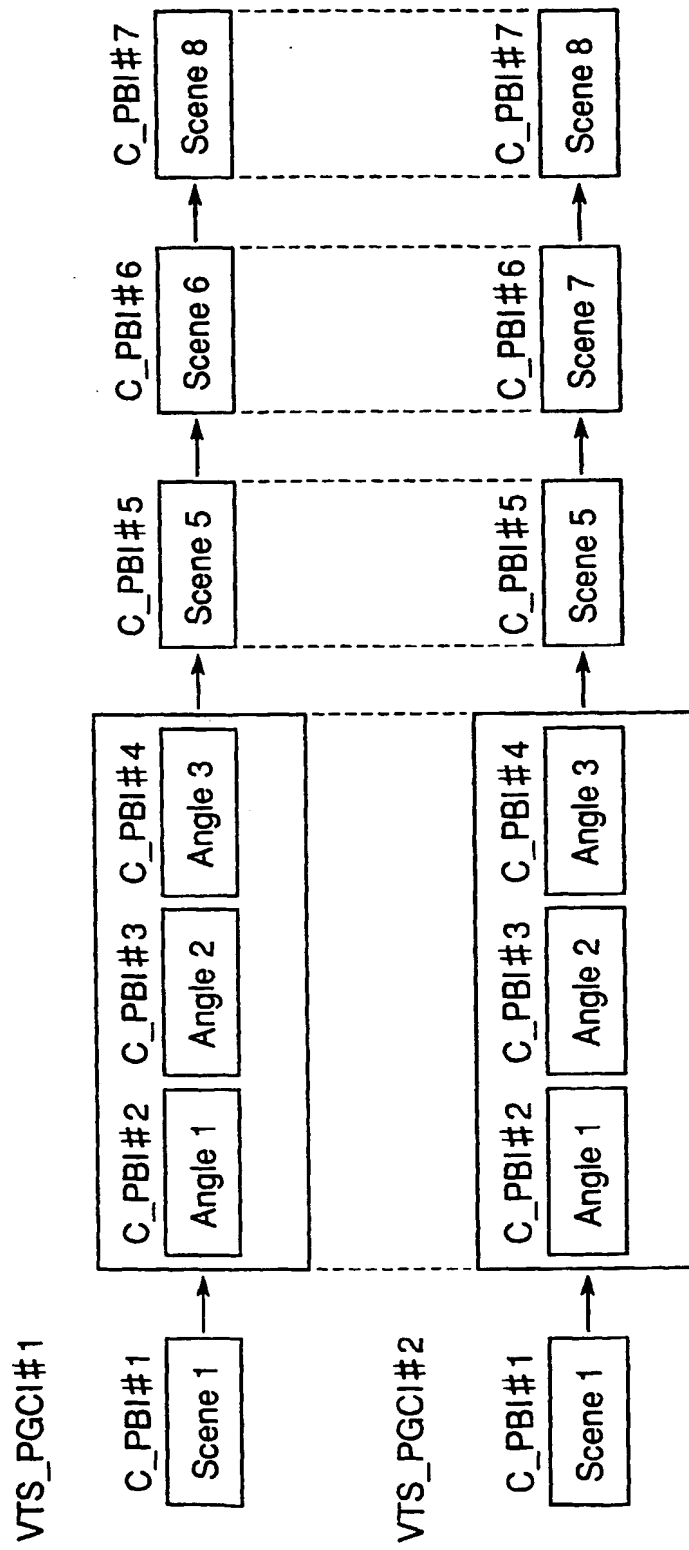 VTS_PGCI#1
C_PBI#1
Scene 1
C_PBI#2
Angle 1
C_PBI#3
Angle 2
C_PBI#4
Angle 3
C_PBI#5
Scene 5
C_PBI#6
Scene 6
C_PBI#7
Scene 8
VTS_PGCI#2
C_PBI#1
Scene 1
C_PBI#2
Angle 1
C_PBI#3
Angle 2
C_PBI#4
Angle 3
C_PBI#5
Scene 5
C_PBI#6
Scene 7
C_PBI#7
Scene 8